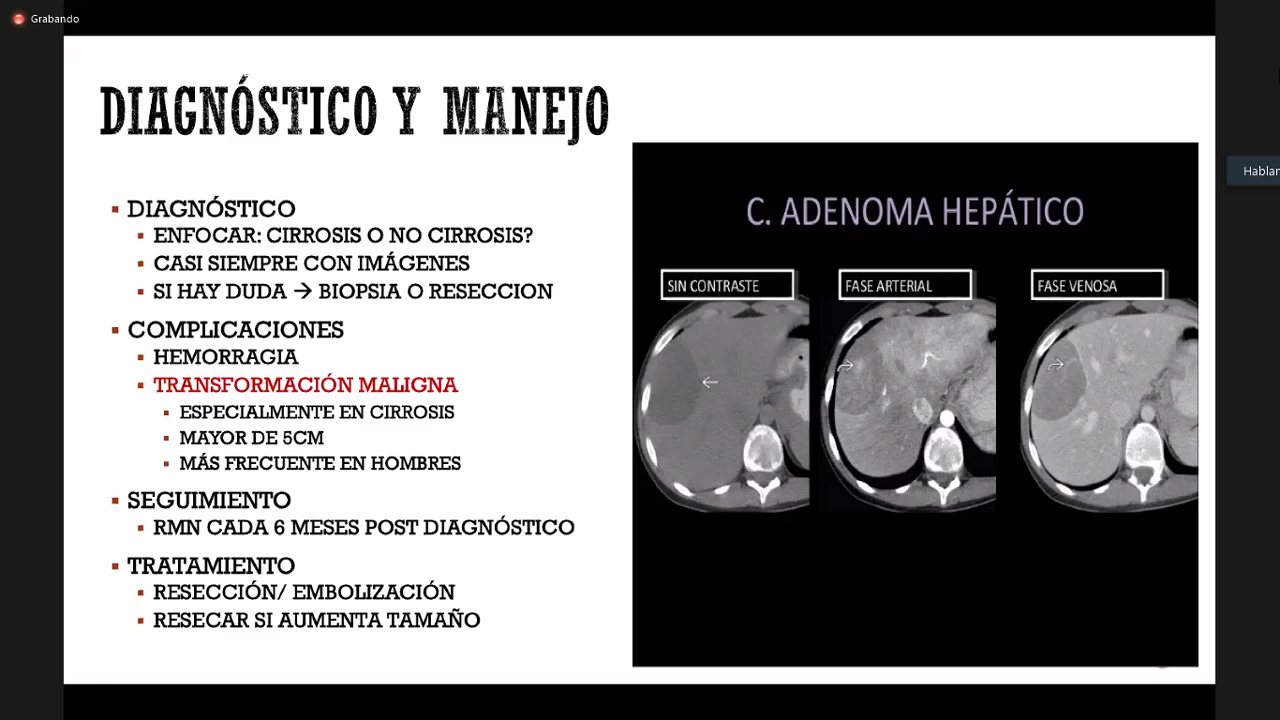 Grabando
DIAGNÓSTICO Y MANEJO
DIAGNÓSTICO
ENFOCAR: CIRROSIS O NO CIRROSIS?
CASI SIEMPRE CON IMÁGENES
SI HAY DUDA → BIOPSIA O RESECCION
COMPLICACIONES
HEMORRAGIA
TRANSFORMACIÓN MALIGNA
ESPECIALMENTE EN CIRROSIS
MAYOR DE 5CM
MÁS FRECUENTE EN HOMBRES
SEGUIMIENTO
RMN CADA 6 MESES POST DIAGNÓSTICO
TRATAMIENTO
RESECCIÓN/ EMBOLIZACIÓN
RESECAR SI AUMENTA TAMAÑO
C. ADENOMA HEPÁTICO
SIN CONTRASTE
FASE ARTERIAL
FASE VENOSA